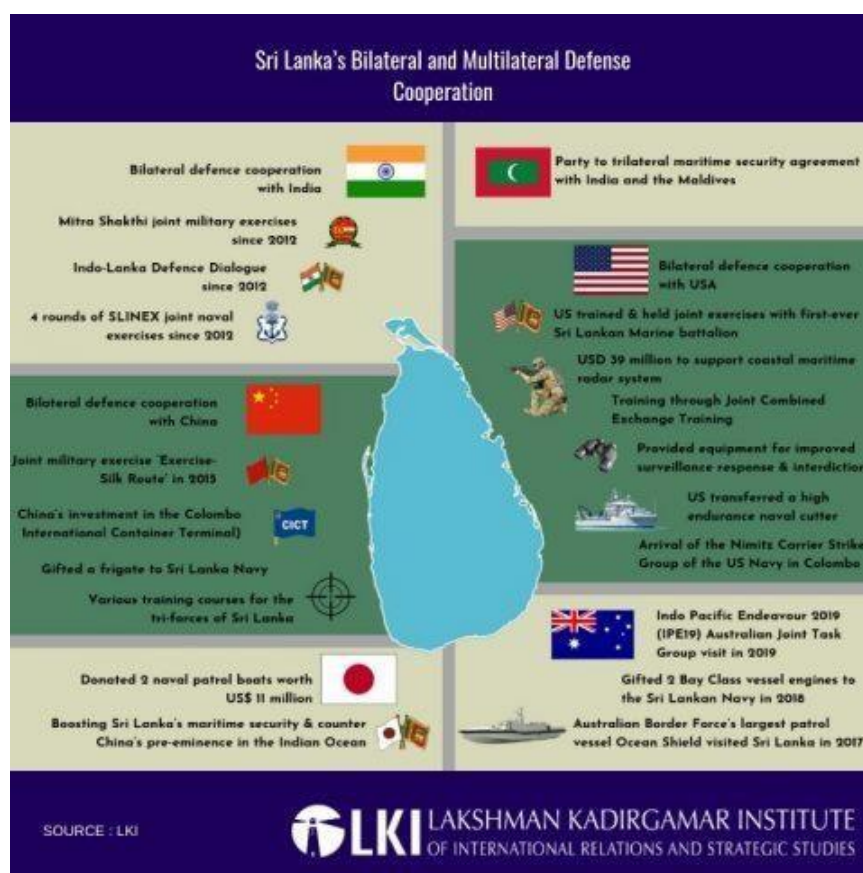 Sri Lanka's Bilateral and Multilateral Defense
Cooperation
Bilateral defence cooperation
with India
Mitra Shakthi joint military exercises
since 2012
Indo-Lanka Defence Dialogue
since 2012
4 rounds of SLINEX joint naval
exercises since 2012
Party to trilateral maritime security agreement
with India and the Maldives
Bilateral defence cooperation
with USA
US trained & held joint exercises with first-ever
Sri Lankan Marine battalion
USD 39 million to support coastal maritime
radar system
Training through Joint Combined
Exchange Training
Provided equipment for improved
surveillance response & interdiction
US transferred a high
endurance naval cutter
Arrival of the Nimitz Carrier Strike
Group of the US Navy in Colombo
Bilateral defence cooperation
with China
Joint military exercise 'Exercise-
Silk Route' in 2015
China's investment in the Colombo
International Container Terminal)
CICT
Gifted a frigate to Sri Lanka Navy
Various training courses for the
tri-forces of Sri Lanka
Donated 2 naval patrol boats worth
US$ 11 million
Boosting Sri Lanka's maritime security & counter
China's pre-eminence in the Indian Ocean
Indo Pacific Endeavour 2019
(IPE19) Australian Joint Task
Group visit in 2019
Gifted 2 Bay Class vessel engines to
the Sri Lankan Navy in 2018
Australian Border Force's largest patrol
vessel Ocean Shield visited Sri Lanka in 2017
SOURCE : LKI
LKI
LAKSHMAN KADIRGAMAR INSTITUTE
OF INTERNATIONAL RELATIONS AND STRATEGIC STUDIES